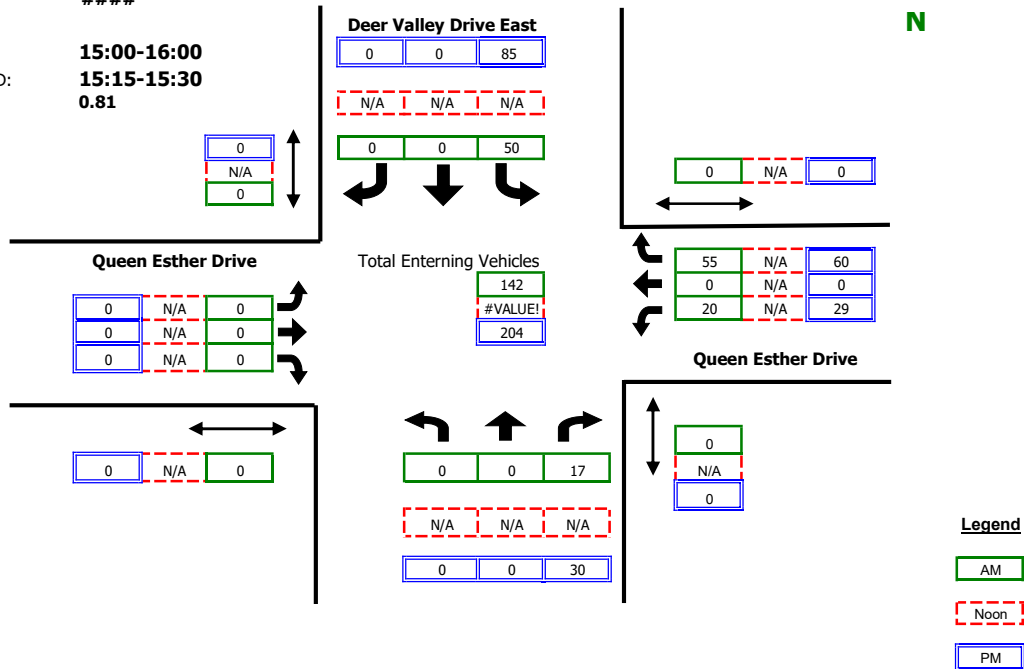 ####
N
Deer Valley Drive East
15:00-16:00
15:15-15:30
0.81
0 0 85
N/A N/A N/A
0 0 50
0
N/A
0
0 N/A 0
Queen Esther Drive
Total Enterning Vehicles
142
#VALUE!
204
55 N/A 60
0 N/A 0
20 N/A 29
0 N/A 0
0 N/A 0
0 N/A 0
Queen Esther Drive
0 N/A 0
0 0 17
N/A N/A N/A
0 0 30
0
N/A
0
Legend
AM
Noon
PM